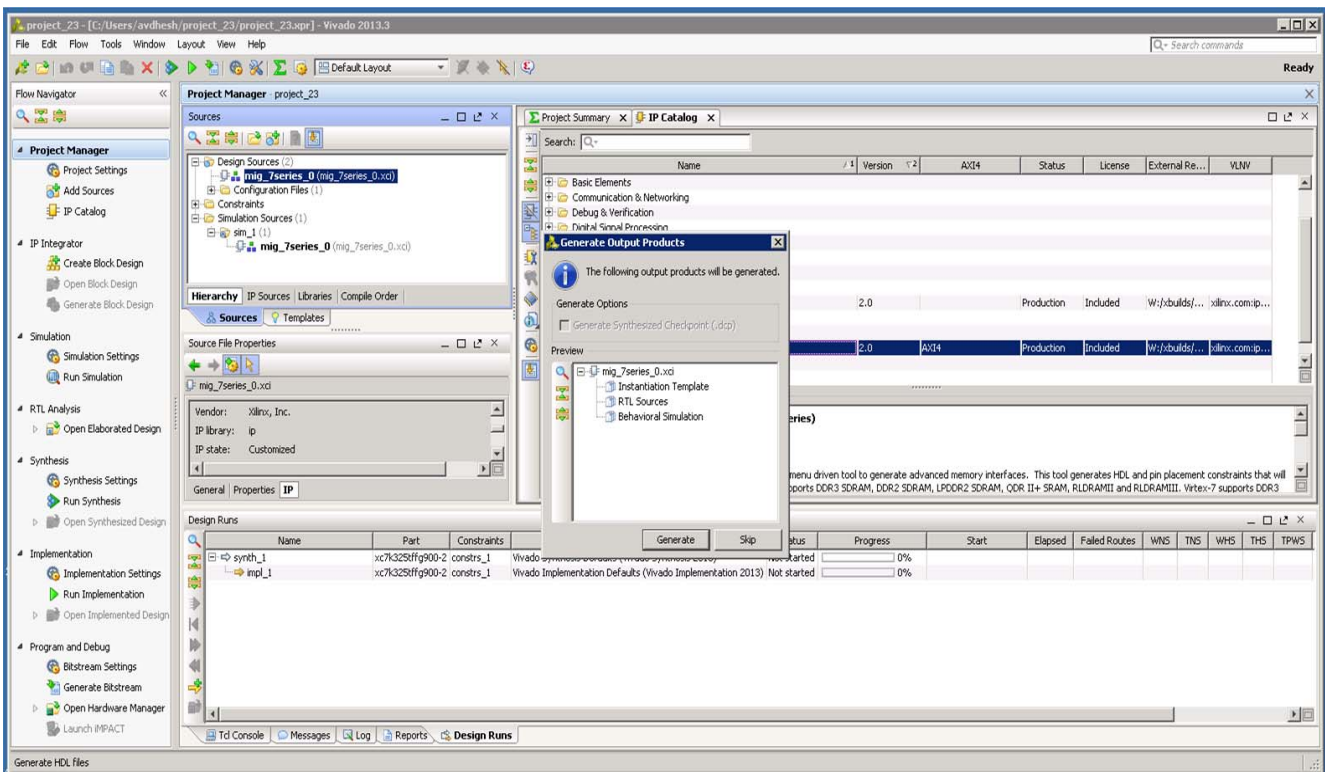 project_23 - [C:/Users/avdhesh/project_23/project_23.xpr] - Vivado 2013.3
File Edit Flow Tools Window Layout View Help
Search commands
Default Layout
Ready
Flow Navigator
Project Manager
Project Settings
Add Sources
IP Catalog
IP Integrator
Create Block Design
Open Block Design
Generate Block Design
Simulation
Simulation Settings
Run Simulation
RTL Analysis
Open Elaborated Design
Synthesis
Synthesis Settings
Run Synthesis
Open Synthesized Design
Implementation
Implementation Settings
Run Implementation
Open Implemented Design
Program and Debug
Bitstream Settings
Generate Bitstream
Open Hardware Manager
Launch iMPACT
Project Manager - project_23
Sources
Design Sources (2)
mig_7series_0 (mig_7series_0.xci)
Configuration Files (1)
Constraints
Simulation Sources (1)
sim_1 (1)
mig_7series_0 (mig_7series_0.xci)
Hierarchy IP Sources Libraries Compile Order
Sources Templates
Source File Properties
mig_7series_0.xci
Vendor: Xilinx, Inc.
IP library: ip
IP state: Customized
General Properties IP
Project Summary IP Catalog
Search:
Name 1 Version 2 AXI4 Status License External Re... VLNV
Basic Elements
Communication & Networking
Debug & Verification
Digital Signal Processing
2.0 Production Included W:/xbuilds/... xilinx.com:ip...
2.0 AXI4 Production Included W:/xbuilds/... xilinx.com:ip...
eries)
menu driven tool to generate advanced memory interfaces. This tool generates HDL and pin placement constraints that will
pports DDR3 SDRAM, DDR2 SDRAM, LPDDR2 SDRAM, QDR II+ SRAM, RLDRAMII and RLDRAMIII. Virtex-7 supports DDR3
Generate Output Products
The following output products will be generated.
Generate Options
Generate Synthesized Checkpoint (.dcp)
Preview
mig_7series_0.xci
Instantiation Template
RTL Sources
Behavioral Simulation
Generate Skip
Design Runs
Name Part Constraints atus Progress Start Elapsed Failed Routes WNS TNS WHS THS TPWS
synth_1 xc7k325tffg900-2 constrs_1 Vivado Synthesis Defaults (Vivado Synthesis 2013) Not started 0%
impl_1 xc7k325tffg900-2 constrs_1 Vivado Implementation Defaults (Vivado Implementation 2013) Not started 0%
Tcl Console Messages Log Reports Design Runs
Generate HDL files